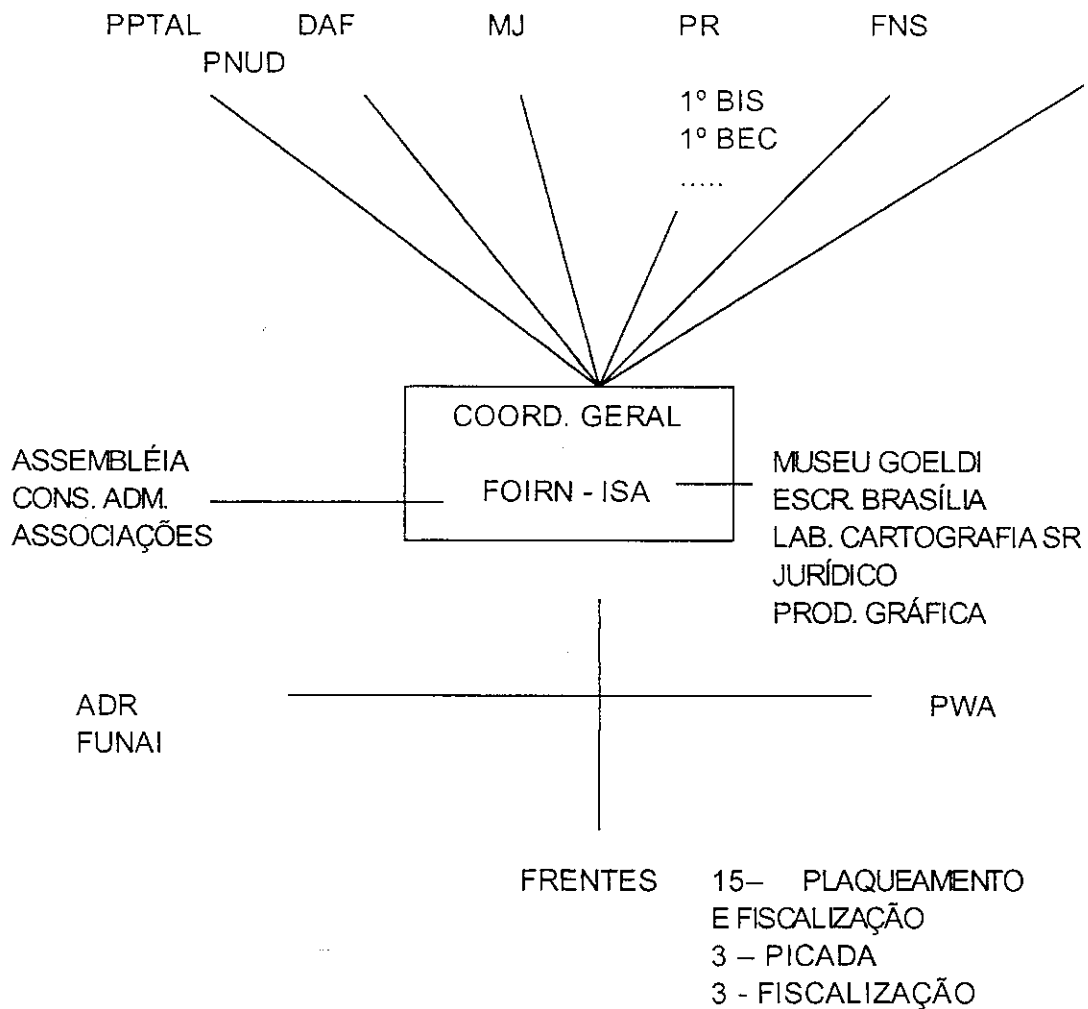 PPTAL DAF MJ PR FNS
PNUD
1º BIS
1º BEC
.....
COORD. GERAL
FOIRN - ISA
ASSEMBLÉIA
CONS. ADM.
ASSOCIAÇÕES
MUSEU GOELDI
ESCR. BRASÍLIA
LAB. CARTOGRAFIA SR
JURÍDICO
PROD. GRÁFICA
ADR
FUNAI
PWA
FRENTES 15– PLAQUEAMENTO
E FISCALIZAÇÃO
3 – PICADA
3 - FISCALIZAÇÃO